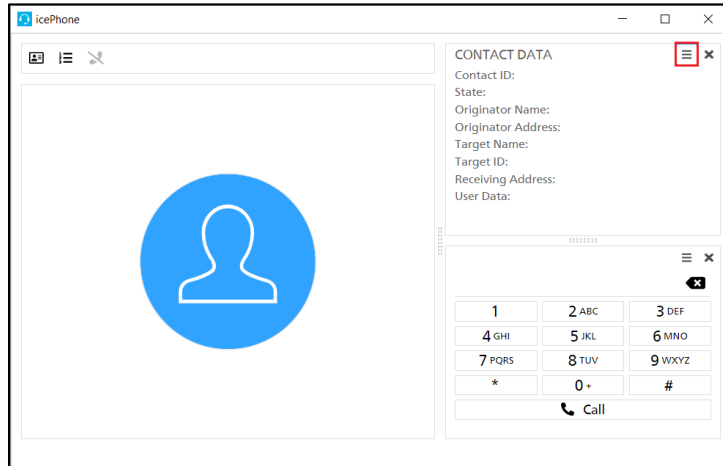 icePhone
CONTACT DATA
Contact ID:
State:
Originator Name:
Originator Address:
Target Name:
Target ID:
Receiving Address:
User Data:
1 2 ABC 3 DEF
4 GHI 5 JKL 6 MNO
7 PQRS 8 TUV 9 WXYZ
* 0 + #
Call